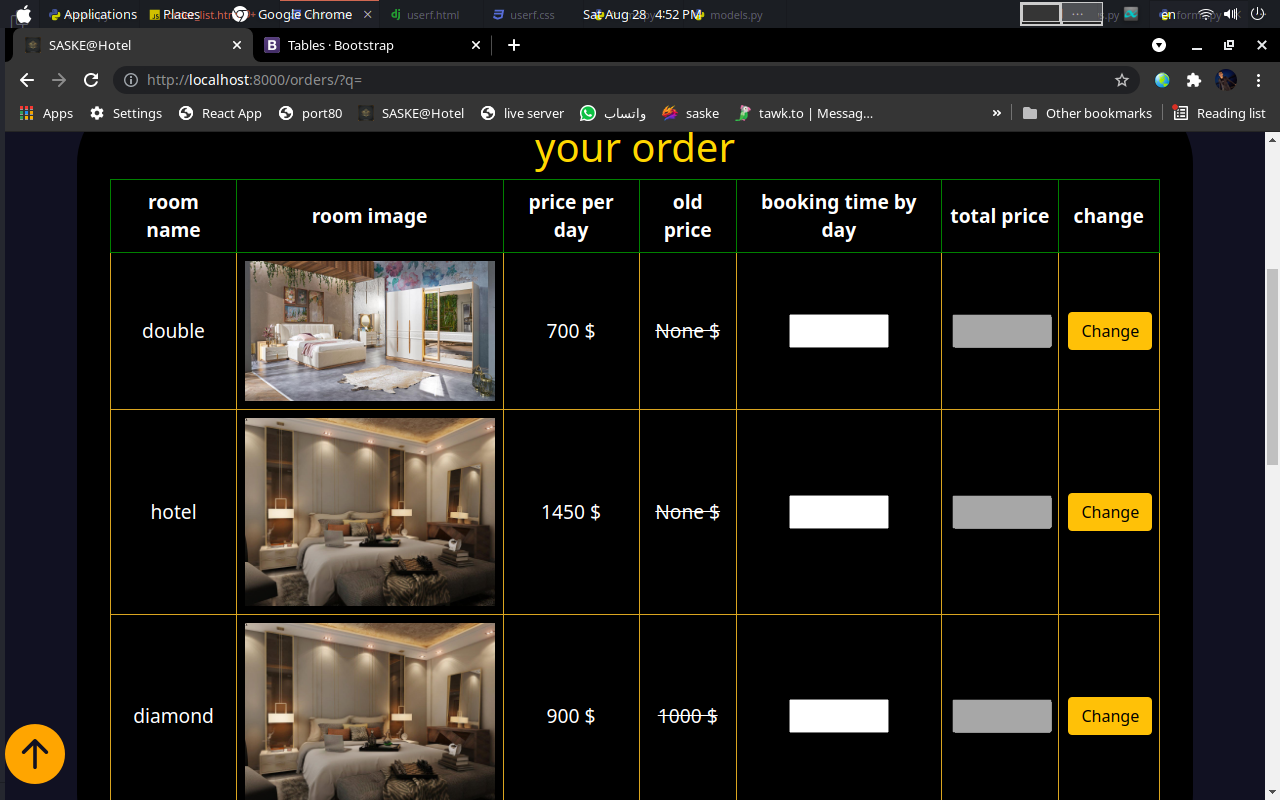 Applications Places Google Chrome userf.html userf.css Sat Aug 28 4:52 PM models.py en
SASKE@Hotel Tables · Bootstrap
http://localhost:8000/orders/?q=
Apps Settings React App port80 SASKE@Hotel live server واتساب saske tawk.to | Messag... » Other bookmarks Reading list
your order
room name room image price per day old price booking time by day total price change
double 700 $ None $ Change
hotel 1450 $ None $ Change
diamond 900 $ 1000 $ Change